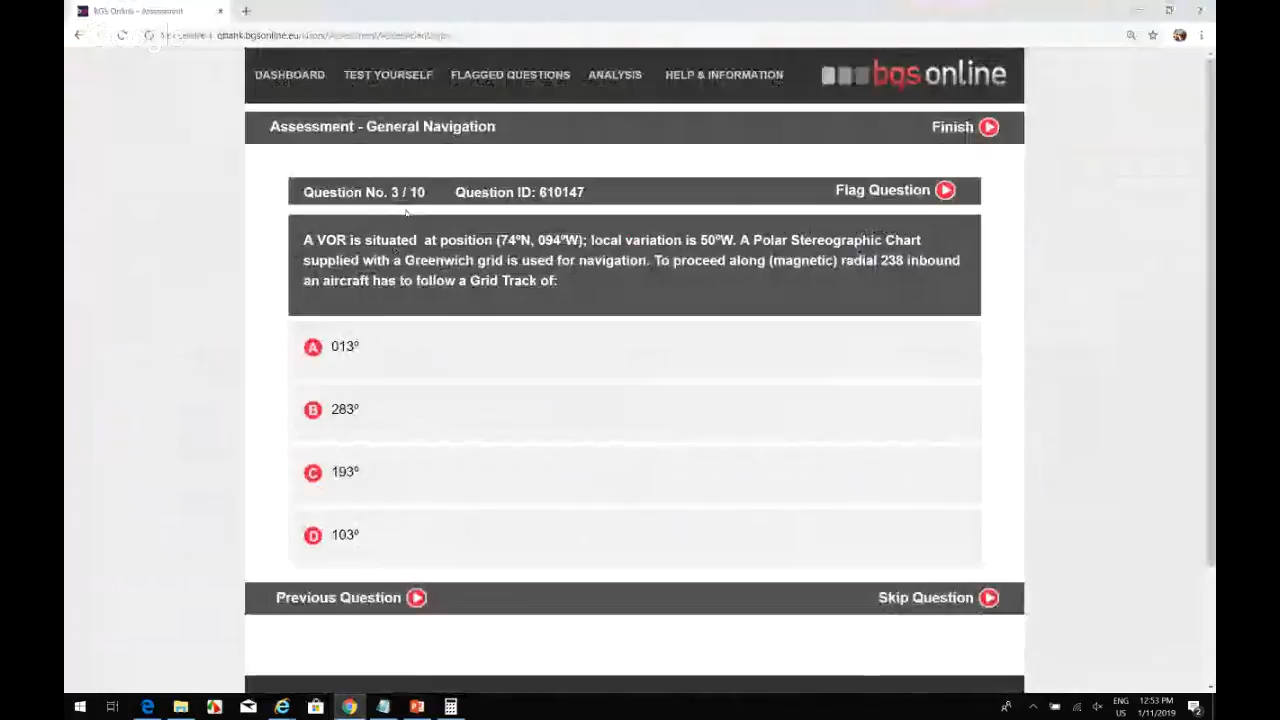 BGS Online - Assessment
DASHBOARD TEST YOURSELF FLAGGED QUESTIONS ANALYSIS HELP & INFORMATION bgs online
Assessment - General Navigation Finish
Question No. 3 / 10 Question ID: 610147 Flag Question
A VOR is situated at position (74ºN, 094ºW); local variation is 50ºW. A Polar Stereographic Chart
supplied with a Greenwich grid is used for navigation. To proceed along (magnetic) radial 238 inbound
an aircraft has to follow a Grid Track of:
A 013º
B 283º
C 193º
D 103º
Previous Question Skip Question
ENG 12:53 PM
US 1/11/2019